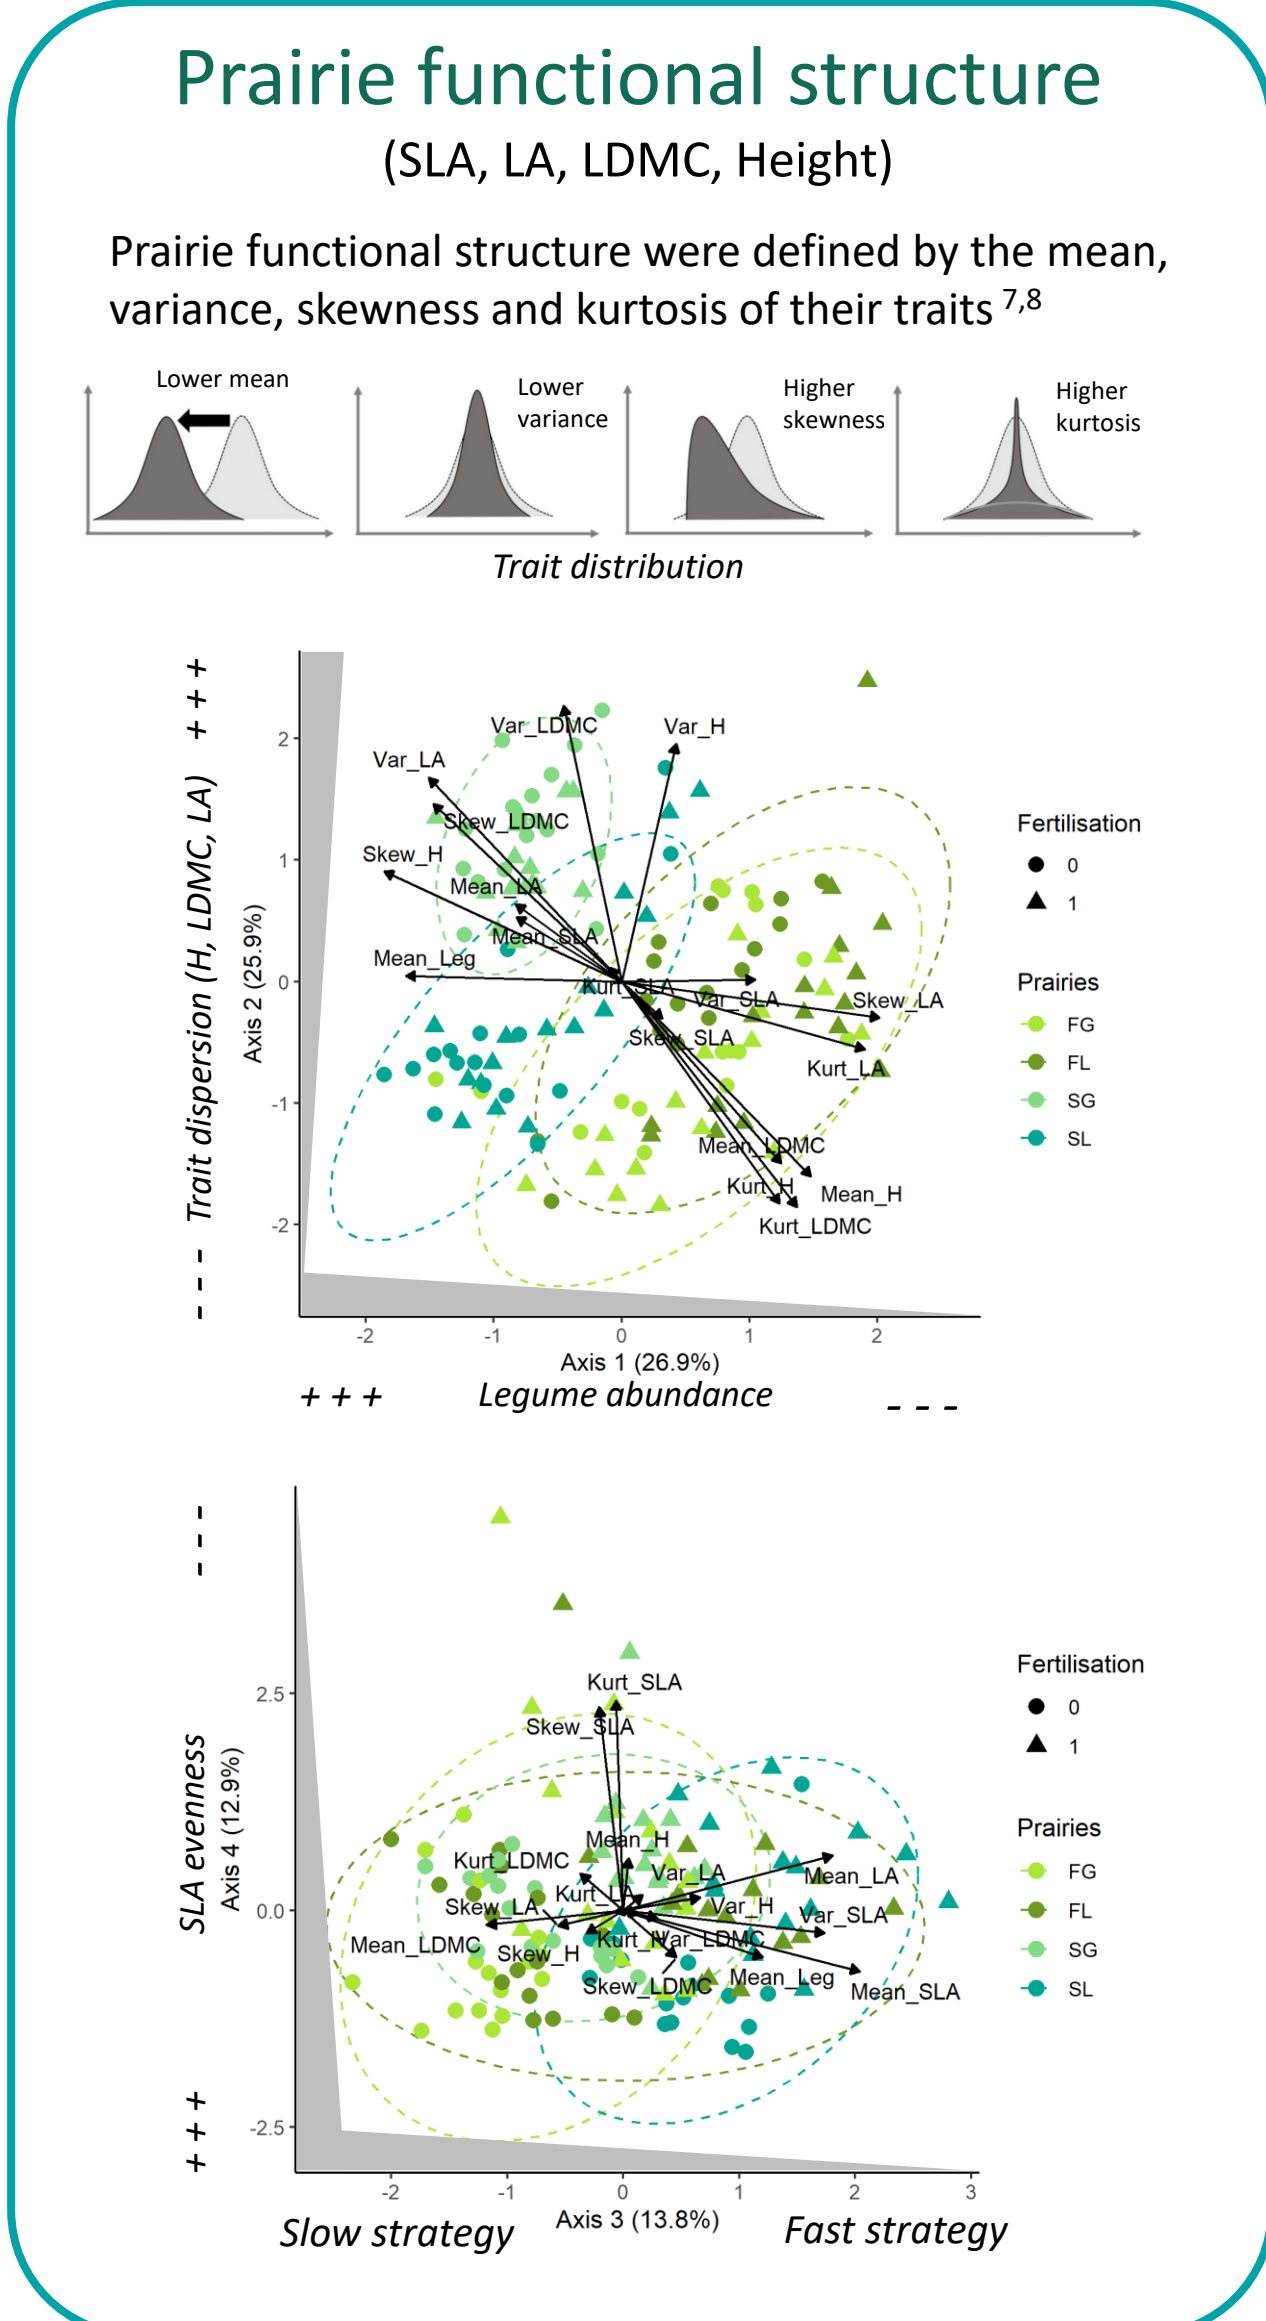 Prairie functional structure
(SLA, LA, LDMC, Height)
Prairie functional structure were defined by the mean,
variance, skewness and kurtosis of their traits 7,8
Lower mean
Lower
variance
Higher
skewness
Higher
kurtosis
Trait distribution
- - - Trait dispersion (H, LDMC, LA) + + +
Axis 2 (25.9%)
2
1
0
-1
-2
Var_LDMC
Var_H
Var_LA
Skew_LDMC
Skew_H
Mean_LA
Mean_SLA
Mean_Leg
Kurt_SLA
Var_SLA
Skew_LA
Skew_SLA
Kurt_LA
Mean_LDMC
Kurt_H
Mean_H
Kurt_LDMC
-2
-1
0
1
2
Axis 1 (26.9%)
+ + +
Legume abundance
- - -
Fertilisation
0
1
Prairies
FG
FL
SG
SL
+ + + SLA evenness - - -
Axis 4 (12.9%)
2.5
0.0
-2.5
Kurt_SLA
Skew_SLA
Mean_H
Kurt_LDMC
Var_LA
Mean_LA
Kurt_LA
Skew_LA
Var_H
Var_SLA
Mean_LDMC
Skew_H
Kurt_H
Var_LDMC
Skew_LDMC
Mean_Leg
Mean_SLA
-2
-1
0
1
2
3
Slow strategy
Axis 3 (13.8%)
Fast strategy
Fertilisation
0
1
Prairies
FG
FL
SG
SL